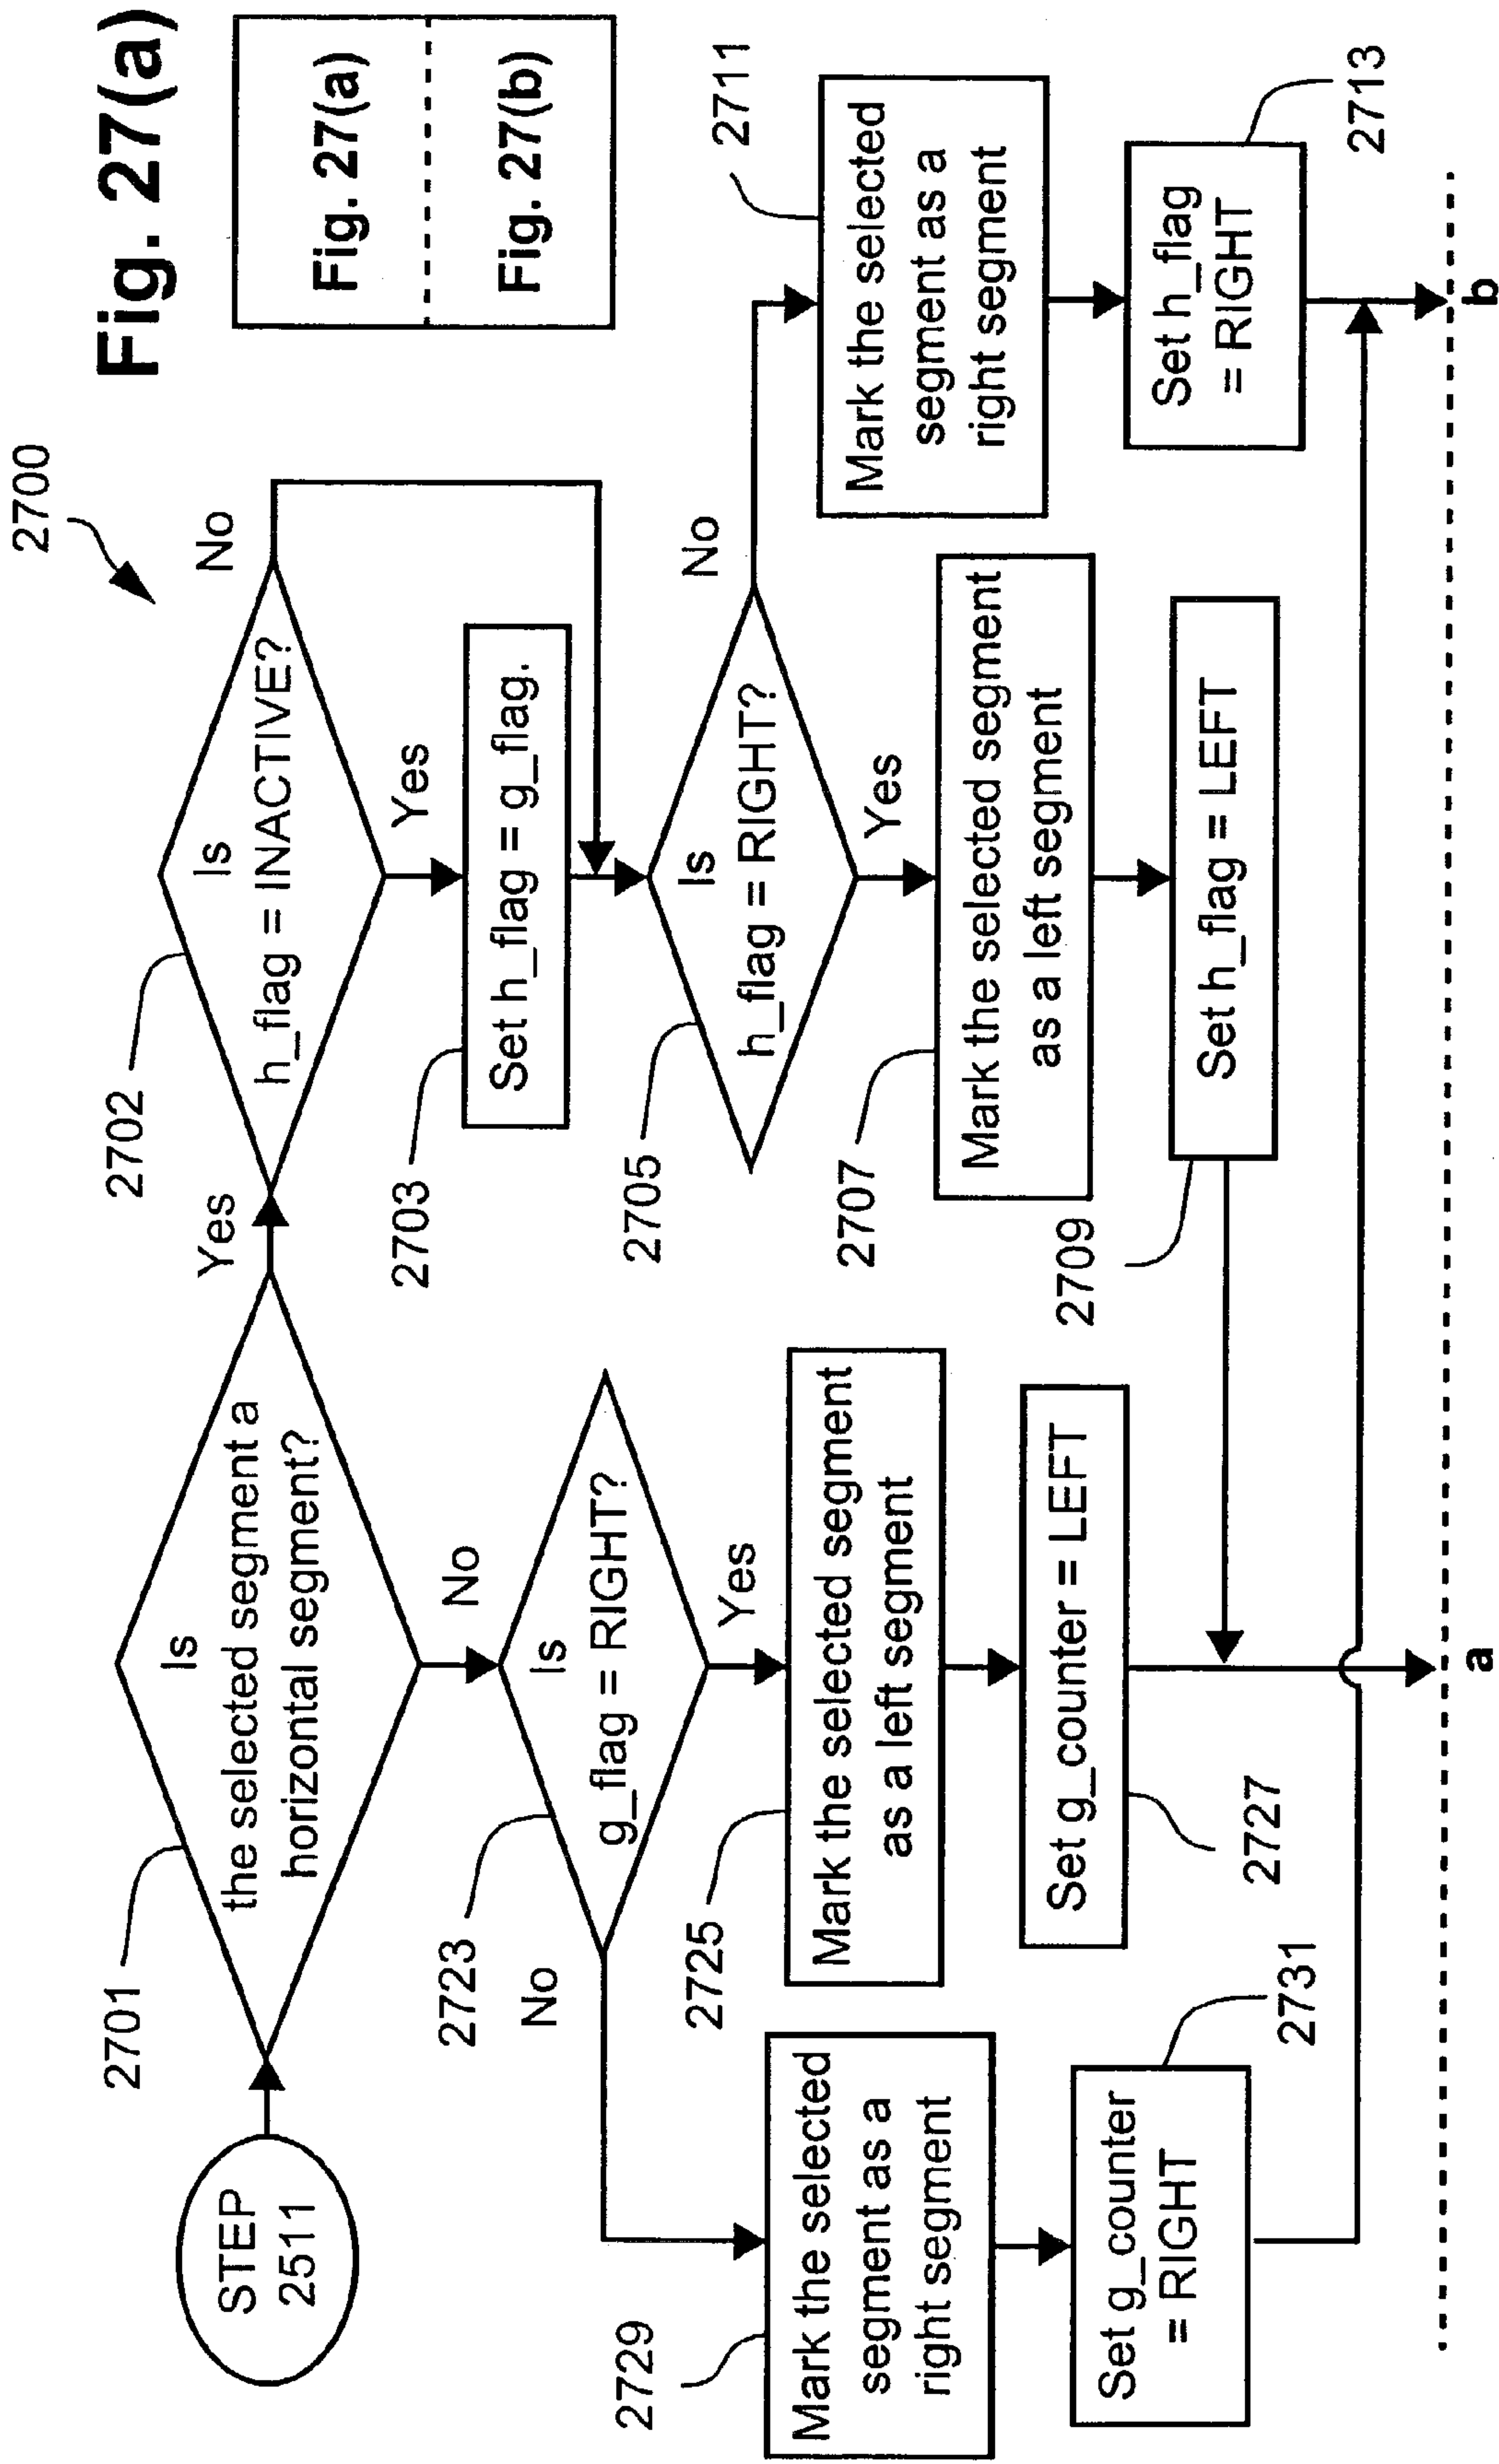 Fig. 27(a)
Fig. 27(a)
Fig. 27(b)
2700
STEP
2511
2701
Is
the selected segment a
horizontal segment?
Yes
No
2702
Is
h_flag = INACTIVE?
No
Yes
2703
Set h_flag = g_flag.
2705
Is
h_flag = RIGHT?
No
Yes
2707
Mark the selected segment
as a left segment
2709
Set h_flag = LEFT
2711
Mark the selected
segment as a
right segment
2713
Set h_flag
= RIGHT
2723
Is
g_flag = RIGHT?
No
Yes
2725
Mark the selected segment
as a left segment
2727
Set g_counter = LEFT
2729
Mark the selected
segment as a
right segment
2731
Set g_counter
= RIGHT
a
b